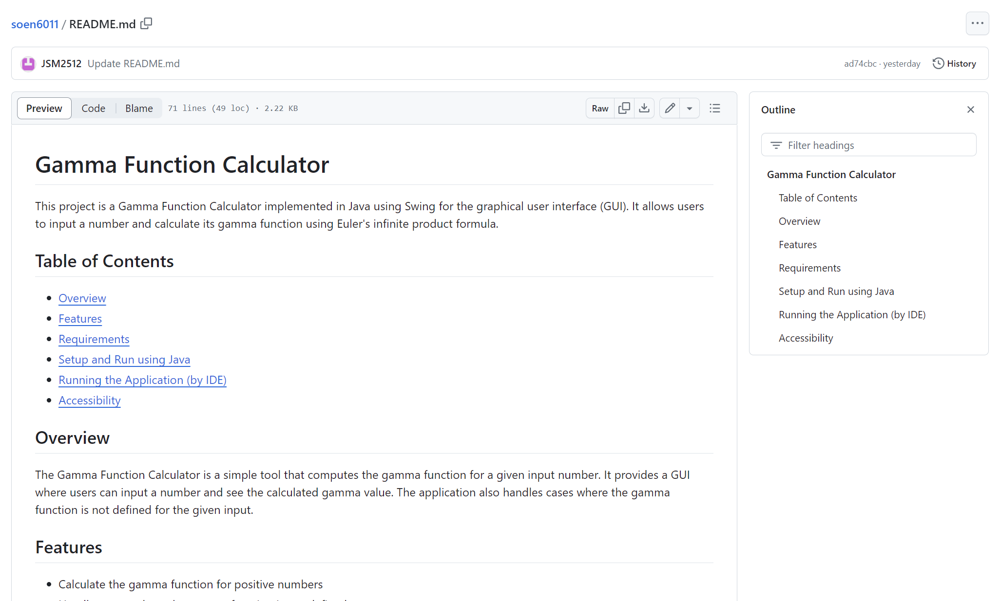 soen6011 / README.md
JSM2512 Update README.md
ad74cbc · yesterday
History
Preview
Code
Blame
71 lines (49 loc) · 2.22 KB
Raw
Gamma Function Calculator
This project is a Gamma Function Calculator implemented in Java using Swing for the graphical user interface (GUI). It allows users
to input a number and calculate its gamma function using Euler's infinite product formula.
Table of Contents
Overview
Features
Requirements
Setup and Run using Java
Running the Application (by IDE)
Accessibility
Overview
The Gamma Function Calculator is a simple tool that computes the gamma function for a given input number. It provides a GUI
where users can input a number and see the calculated gamma value. The application also handles cases where the gamma
function is not defined for the given input.
Features
Calculate the gamma function for positive numbers
Outline
Filter headings
Gamma Function Calculator
Table of Contents
Overview
Features
Requirements
Setup and Run using Java
Running the Application (by IDE)
Accessibility